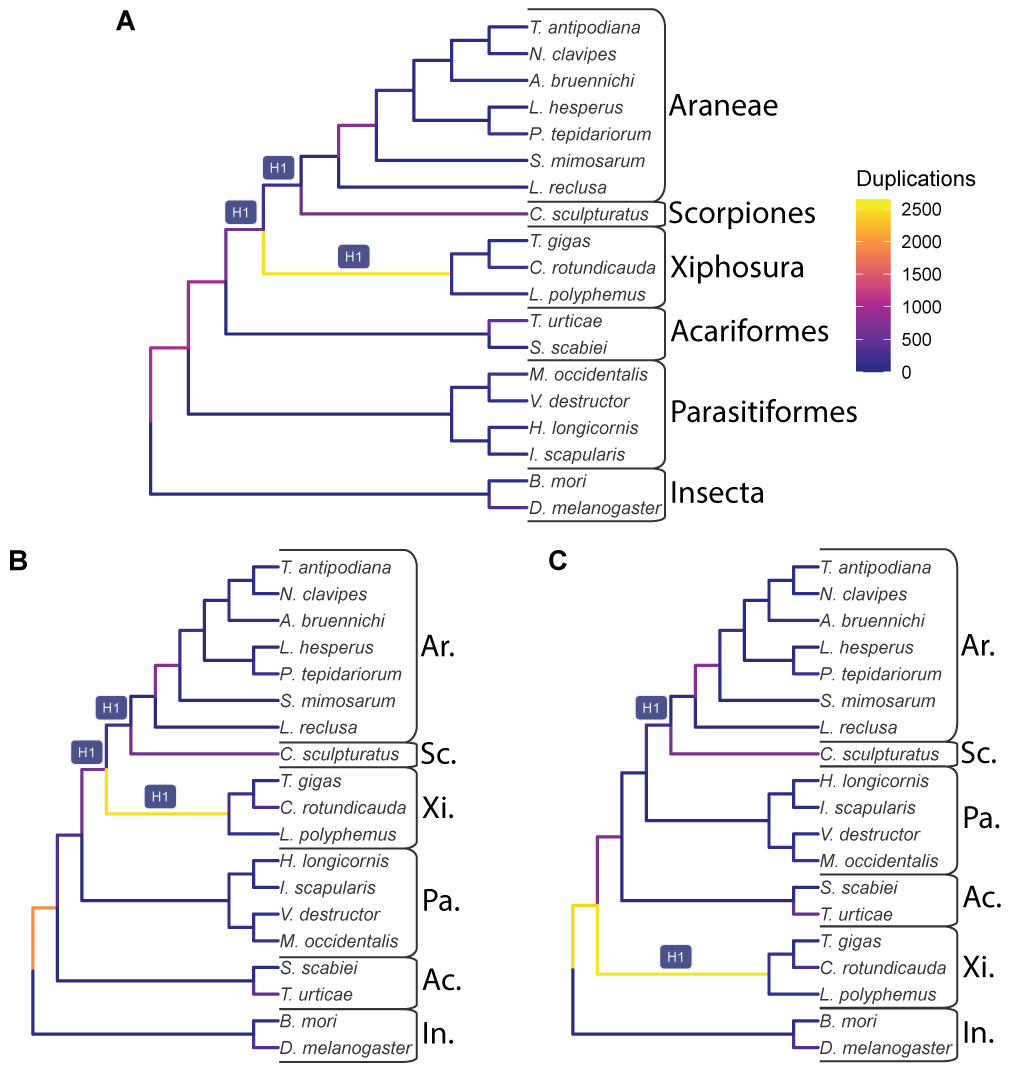 A
T. antipodiana
N. clavipes
A. bruennichi
L. hesperus
P. tepidariorum
S. mimosarum
L. reclusa
Araneae
H1
H1
C. sculpturatus
Scorpiones
H1
T. gigas
C. rotundicauda
L. polyphemus
Xiphosura
T. urticae
S. scabiei
Acariformes
M. occidentalis
V. destructor
H. longicornis
I. scapularis
Parasitiformes
B. mori
D. melanogaster
Insecta
Duplications
2500
2000
1500
1000
500
0
B
T. antipodiana
N. clavipes
A. bruennichi
L. hesperus
P. tepidariorum
S. mimosarum
L. reclusa
Ar.
H1
H1
C. sculpturatus
Sc.
H1
T. gigas
C. rotundicauda
L. polyphemus
Xi.
H. longicornis
I. scapularis
V. destructor
M. occidentalis
Pa.
S. scabiei
T. urticae
Ac.
B. mori
D. melanogaster
In.
C
T. antipodiana
N. clavipes
A. bruennichi
L. hesperus
P. tepidariorum
S. mimosarum
L. reclusa
Ar.
H1
C. sculpturatus
Sc.
H. longicornis
I. scapularis
V. destructor
M. occidentalis
Pa.
S. scabiei
T. urticae
Ac.
H1
T. gigas
C. rotundicauda
L. polyphemus
Xi.
B. mori
D. melanogaster
In.